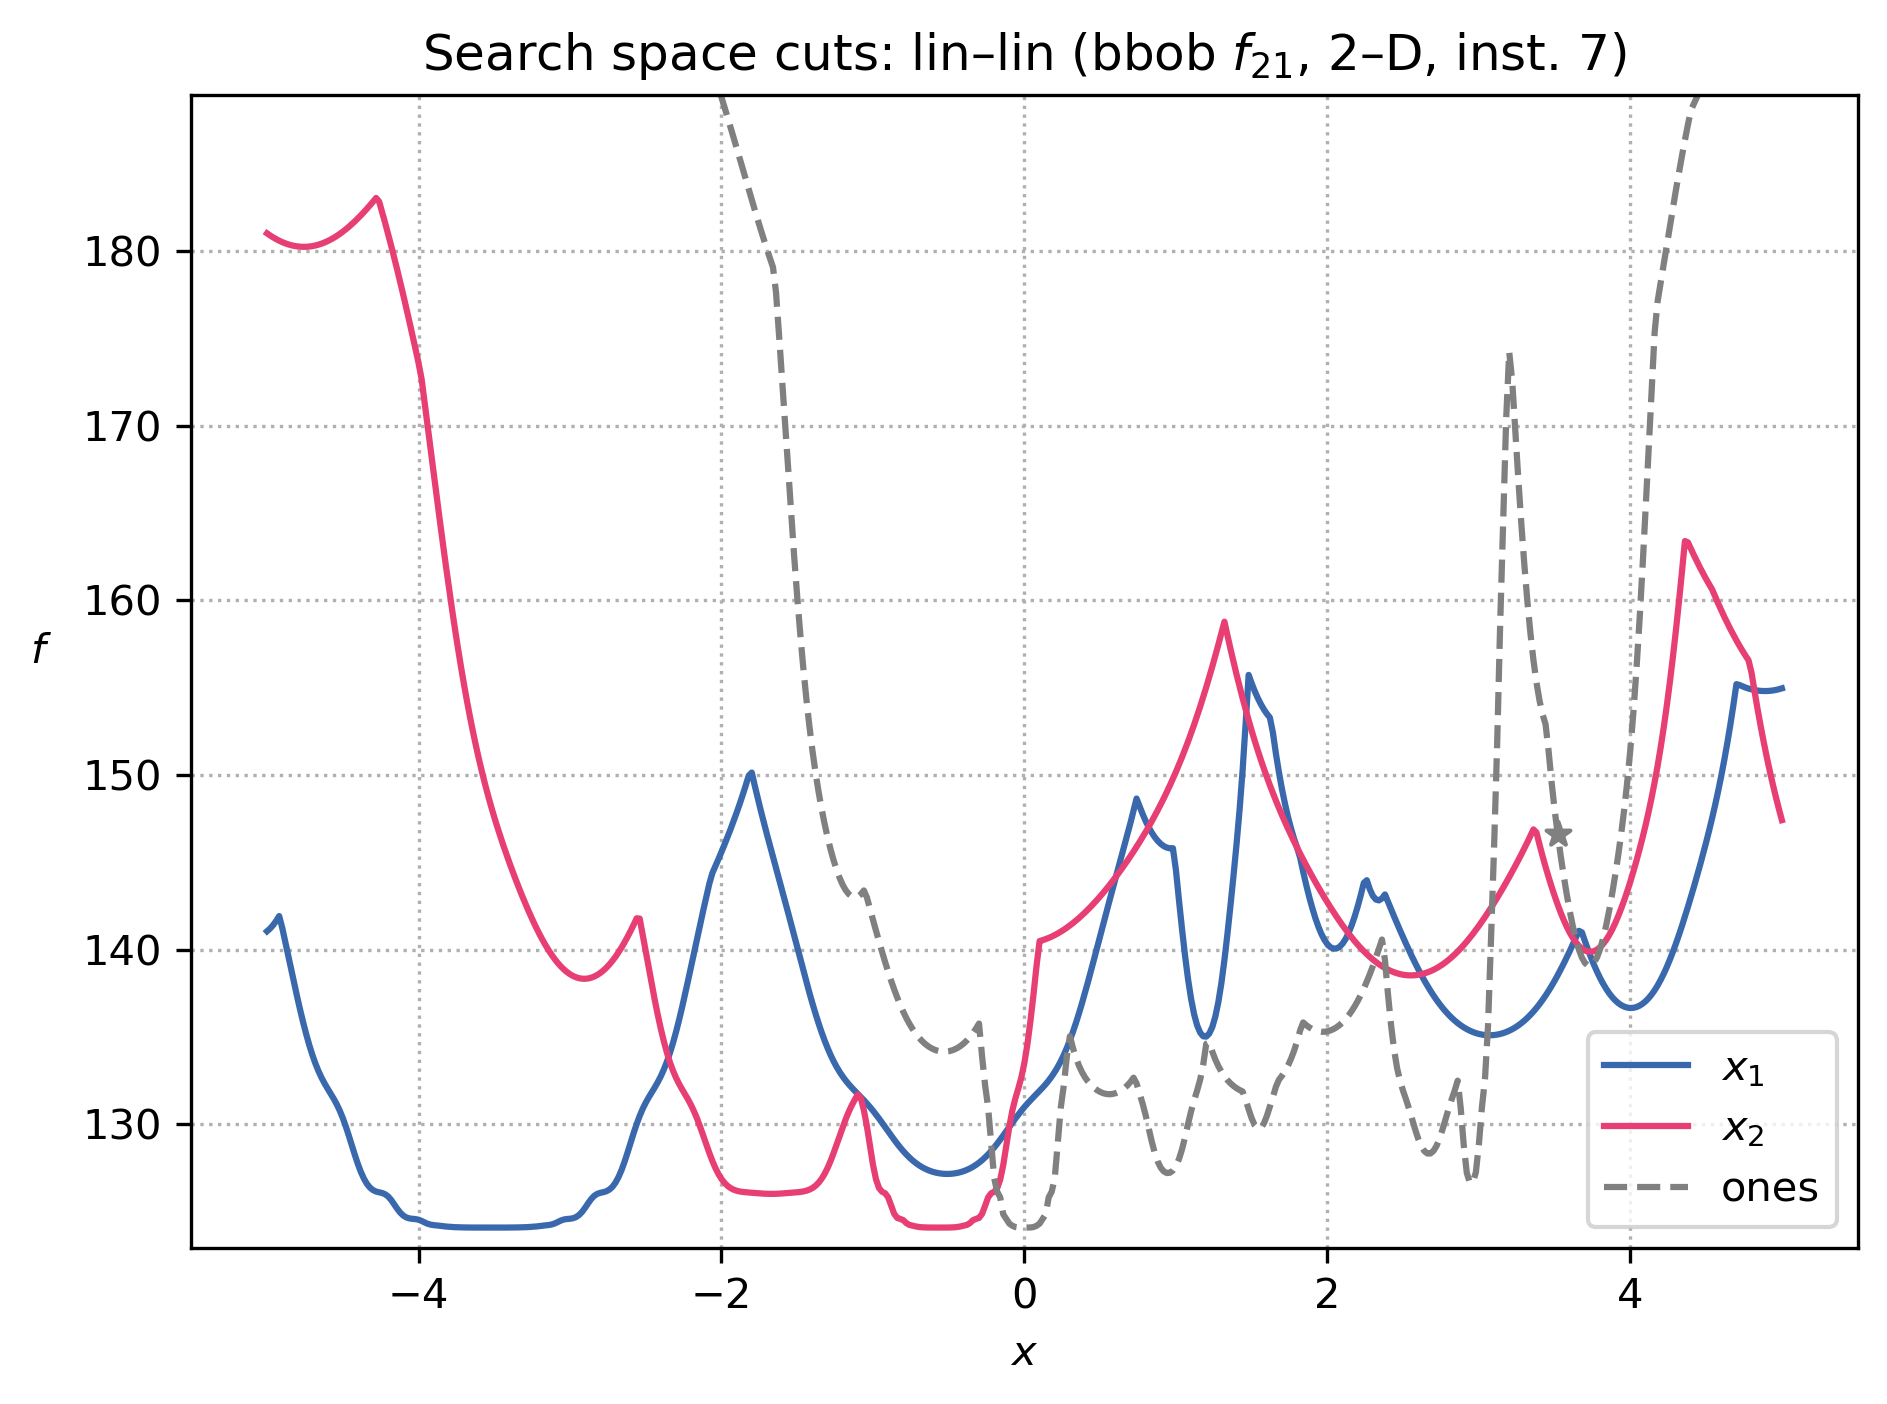 Search space cuts: lin–lin (bbob f21, 2–D, inst. 7)
180
170
160
150
140
130
f
−4
−2
0
2
4
x
x1
x2
ones